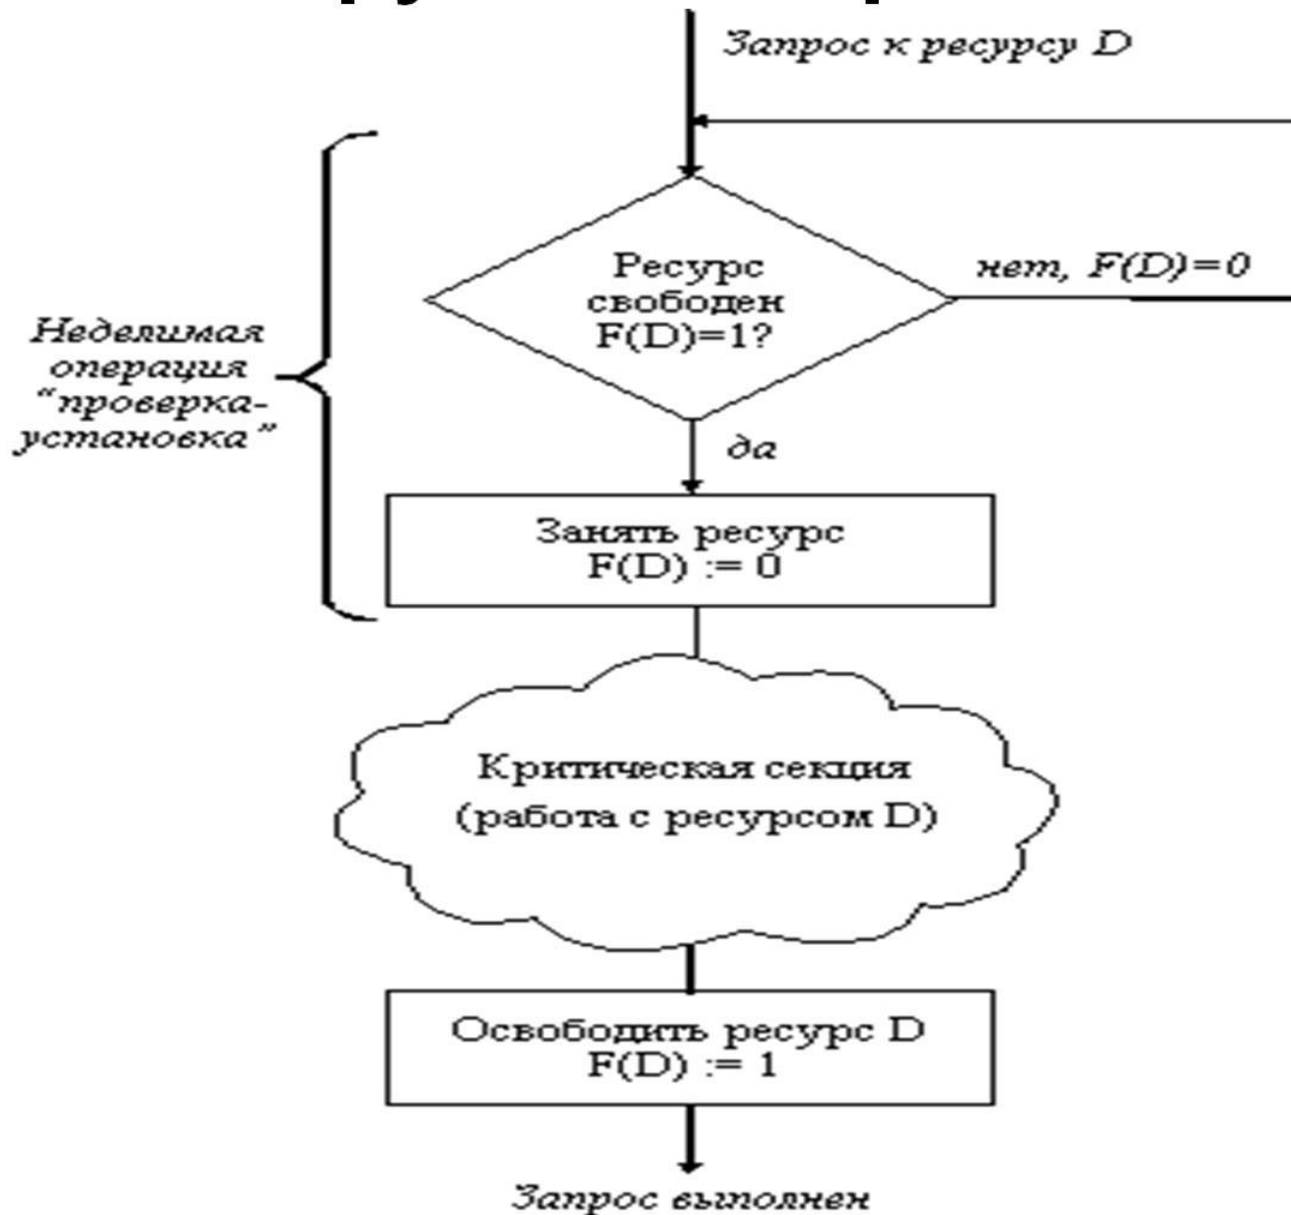 Запрос к ресурсу D
Ресурс
свободен
F(D)=1?
нет, F(D)=0
Неделимая
операция
“проверка-
установка”
да
Занять ресурс
F(D) := 0
Критическая секция
(работа с ресурсом D)
Освободить ресурс D
F(D) := 1
Запрос выполнен